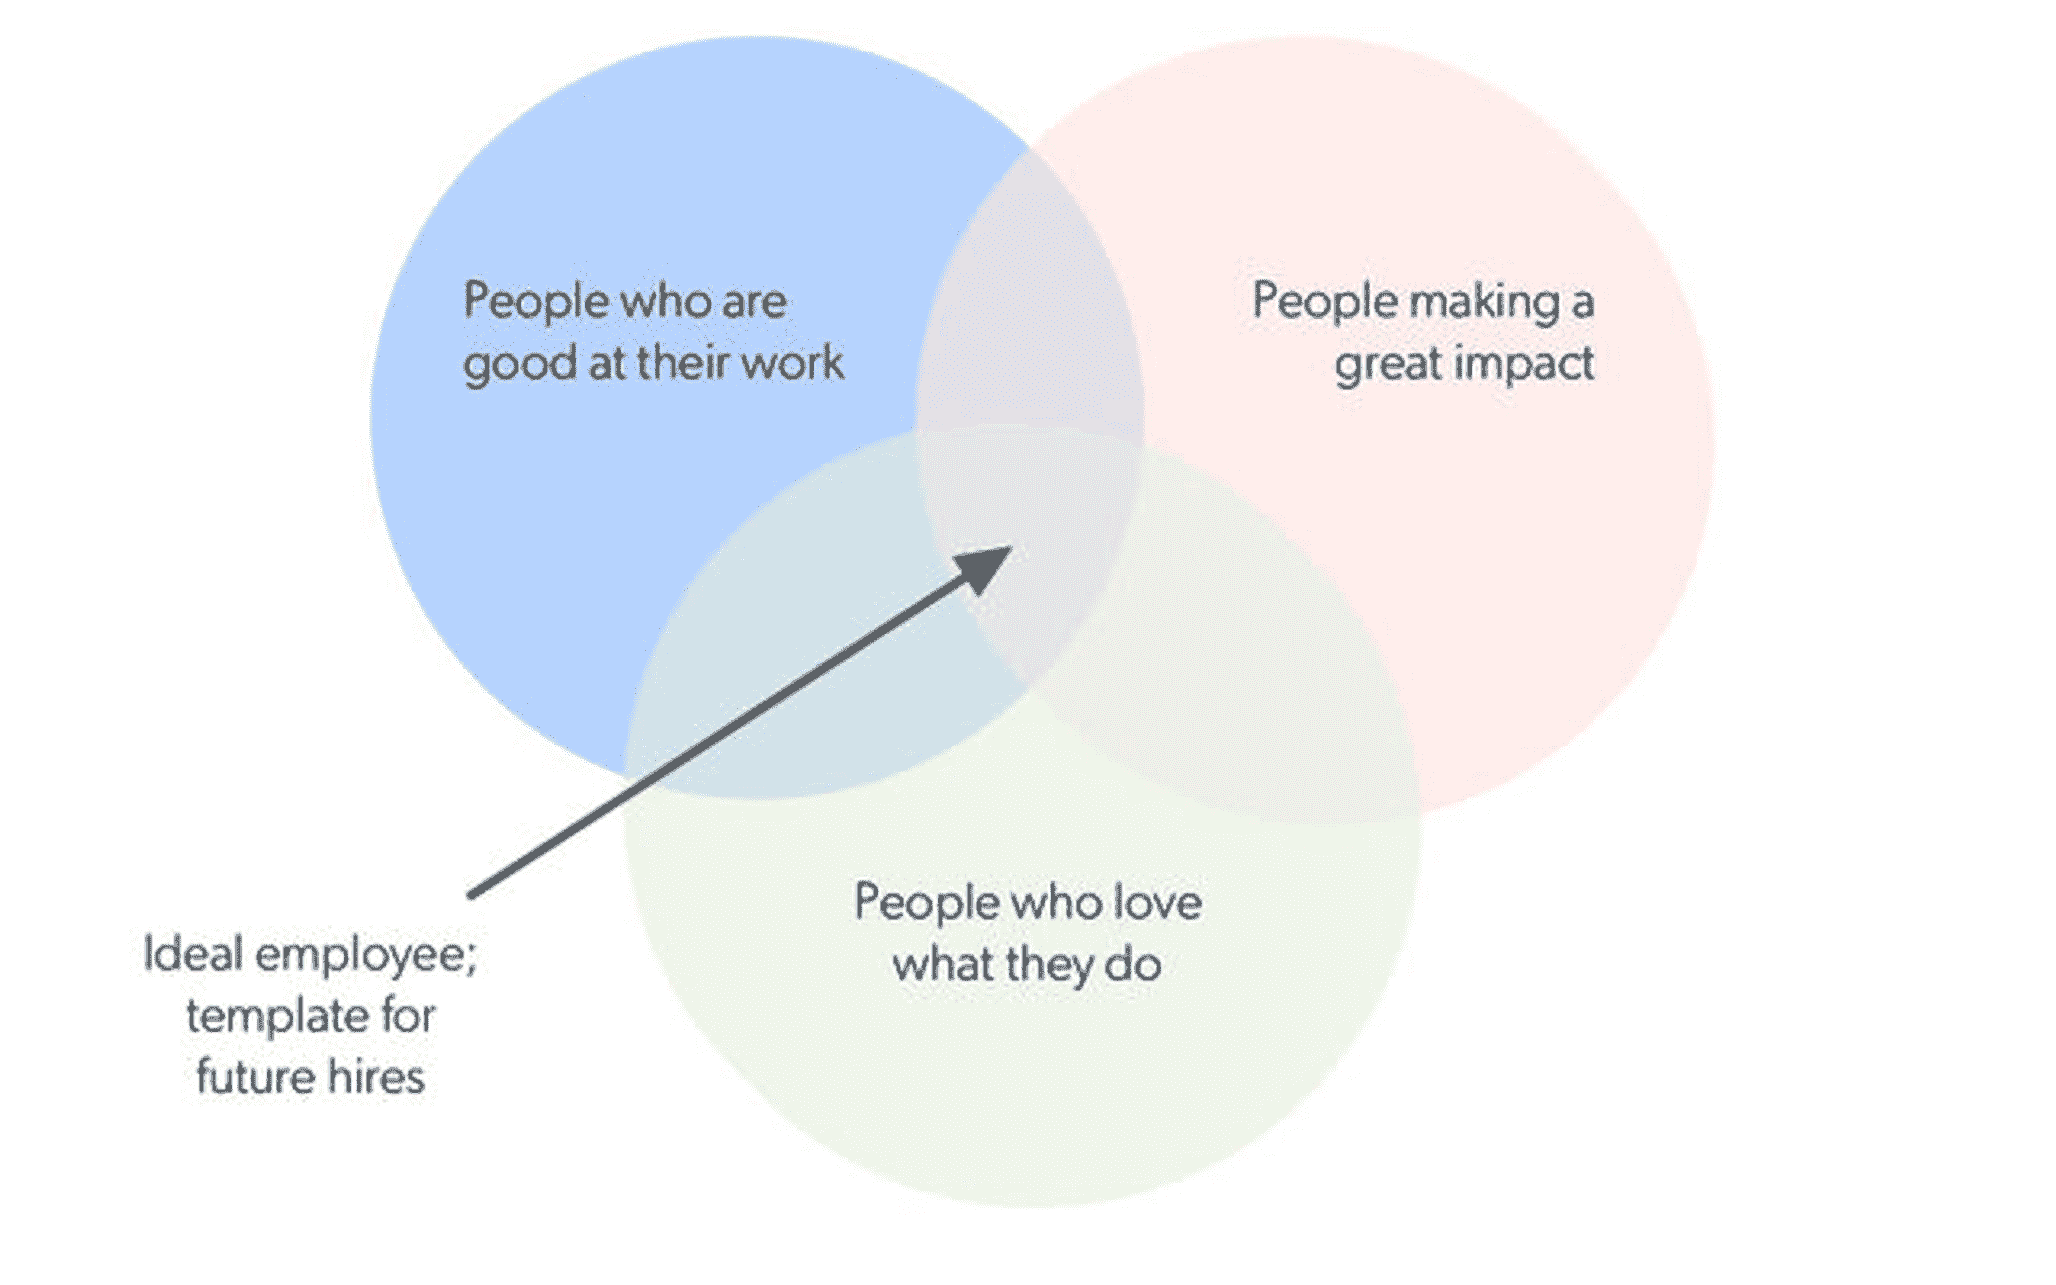 People who are
good at their work
People making a
great impact
People who love
what they do
Ideal employee;
template for
future hires